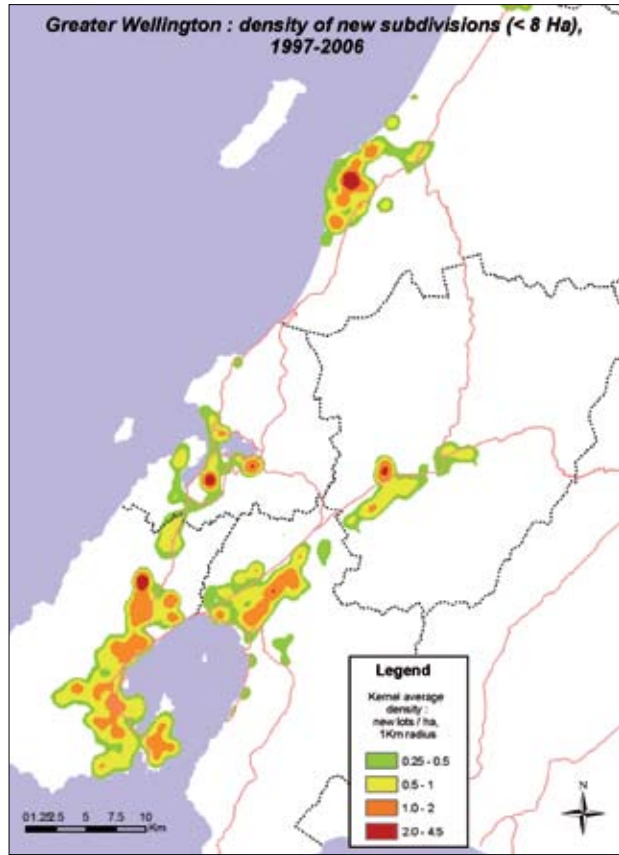 Greater Wellington : density of new subdivisions (< 8 Ha),
1997-2006
Legend
Kernel average
density :
new lots / ha,
1Km radius
0.25 - 0.5
0.5 - 1
1.0 - 2
2.0 - 4.5
N
01.252.5 5 7.5 10
Km